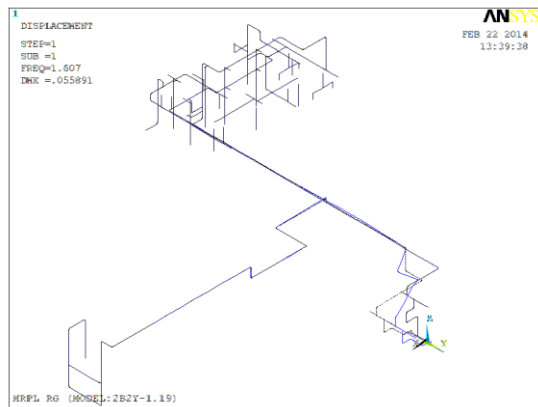 1
DISPLACEMENT
STEP=1
SUB =1
FREQ=1.607
DMX =.055891
ANSYS
FEB 22 2014
13:39:38
Z
Y
MRPL RG (MODEL:2B2Y-1.19)